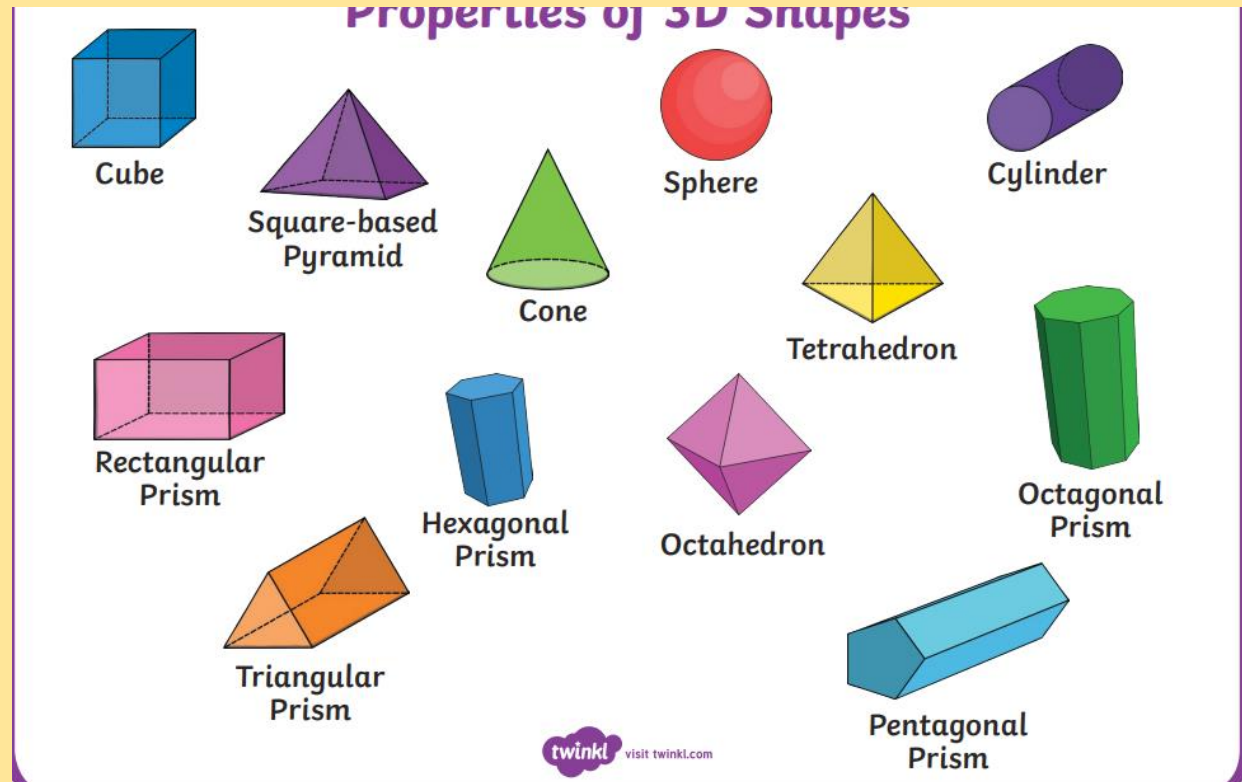 Properties of 3D Shapes
Cube
Sphere
Cylinder
Square-based
Pyramid
Cone
Tetrahedron
Rectangular
Prism
Hexagonal
Prism
Octahedron
Octagonal
Prism
Triangular
Prism
Pentagonal
Prism
twinkl visit twinkl.com